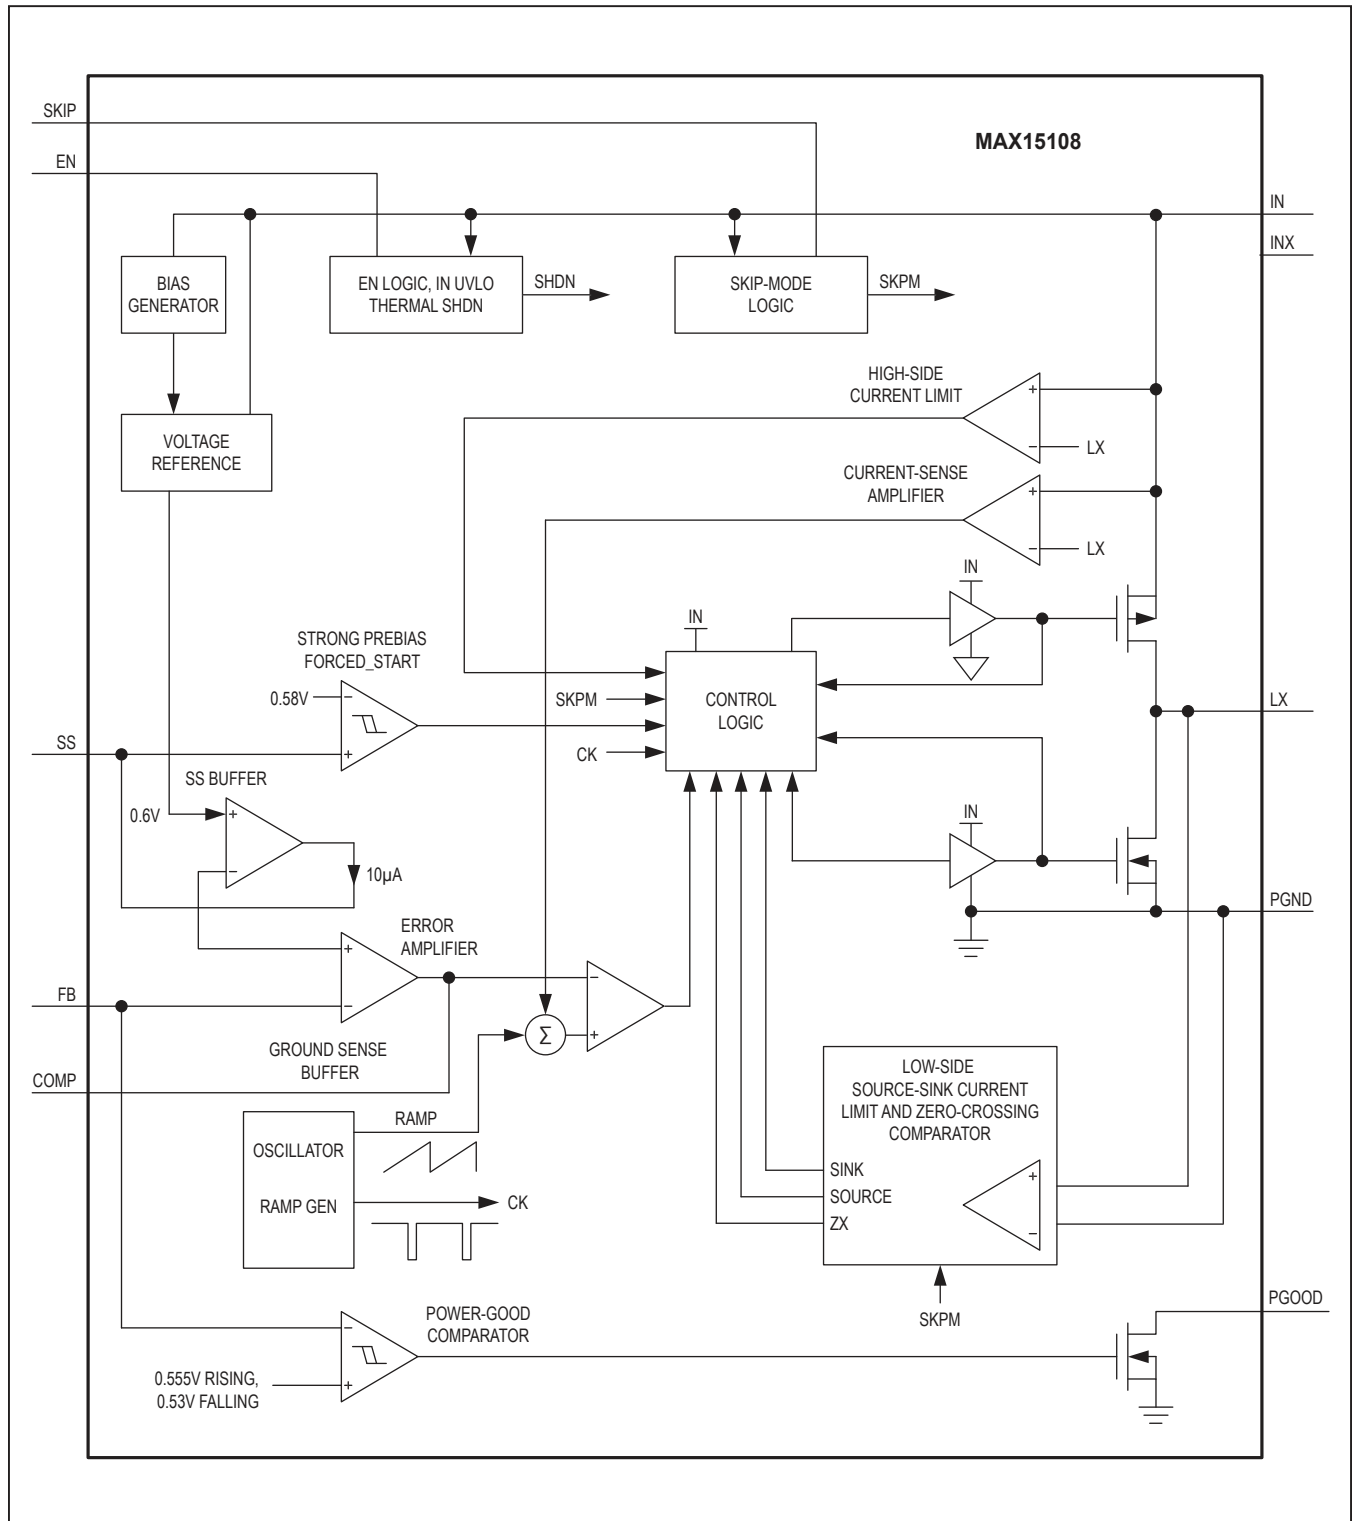 SKIP
MAX15108
EN
IN
INX
BIAS
GENERATOR
EN LOGIC, IN UVLO
THERMAL SHDN
SHDN
SKIP-MODE
LOGIC
SKPM
HIGH-SIDE
CURRENT LIMIT
+
−
LX
VOLTAGE
REFERENCE
CURRENT-SENSE
AMPLIFIER
+
−
LX
IN
STRONG PREBIAS
FORCED_START
0.58V
−
+
IN
SKPM
CONTROL
LOGIC
CK
LX
SS
SS BUFFER
0.6V
+
−
10µA
IN
PGND
ERROR
AMPLIFIER
+
−
FB
−
+
Σ
GROUND SENSE
BUFFER
COMP
OSCILLATOR
RAMP GEN
RAMP
CK
LOW-SIDE
SOURCE-SINK CURRENT
LIMIT AND ZERO-CROSSING
COMPARATOR
SINK
SOURCE
ZX
+
−
SKPM
PGOOD
POWER-GOOD
COMPARATOR
−
+
0.555V RISING,
0.53V FALLING